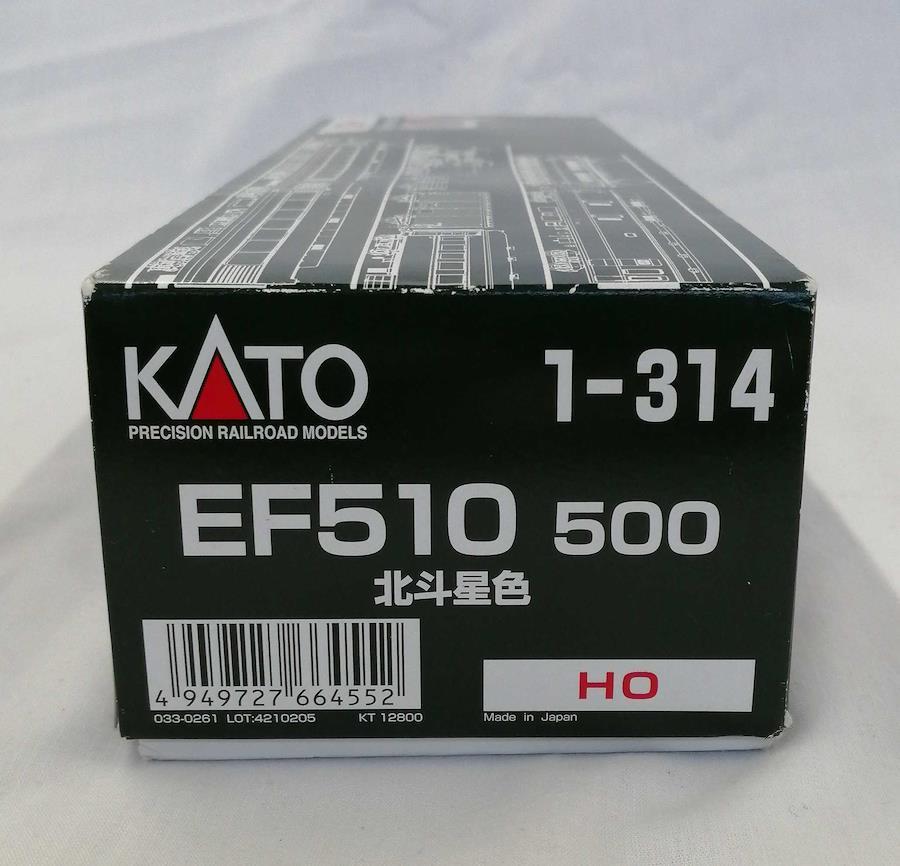 KATO
PRECISION RAILROAD MODELS
1-314
EF510 500
北斗星色
4 949727 664552
033-0261 LOT:4210205 KT 12800
HO
Made in Japan